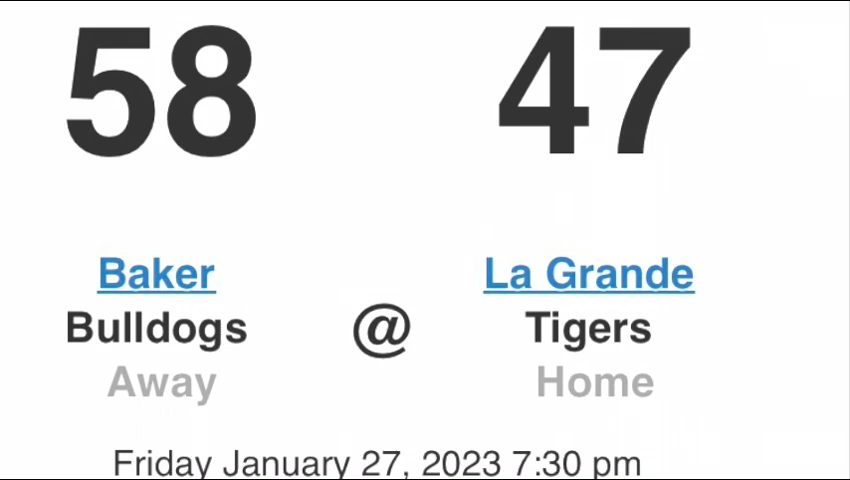 58 47
Baker La Grande
Bulldogs @ Tigers
Away Home
Friday January 27, 2023 7:30 pm